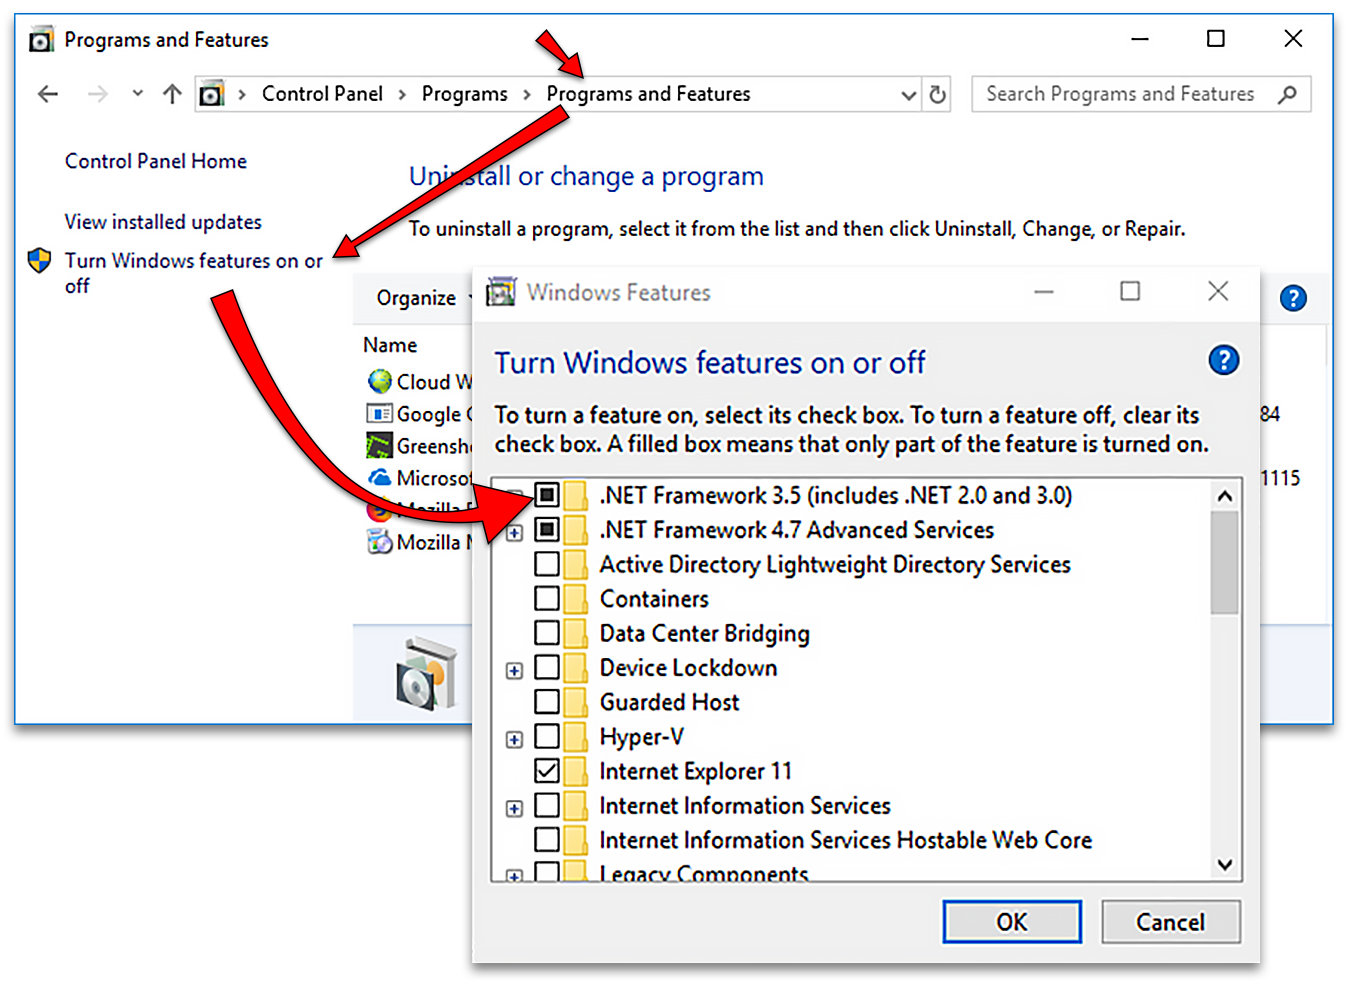 Programs and Features
Control Panel
Programs
Programs and Features
Search Programs and Features
Control Panel Home
View installed updates
Turn Windows features on or
off
Uninstall or change a program
To uninstall a program, select it from the list and then click Uninstall, Change, or Repair.
Organize
Name
Cloud
Google
84
1115
Mozilla
Mozilla
Windows Features
Turn Windows features on or off
To turn a feature on, select its check box. To turn a feature off, clear its
check box. A filled box means that only part of the feature is turned on.
.NET Framework 3.5 (includes .NET 2.0 and 3.0)
.NET Framework 4.7 Advanced Services
Active Directory Lightweight Directory Services
Containers
Data Center Bridging
Device Lockdown
Guarded Host
Hyper-V
Internet Explorer 11
Internet Information Services
Internet Information Services Hostable Web Core
Legacy Components
OK
Cancel